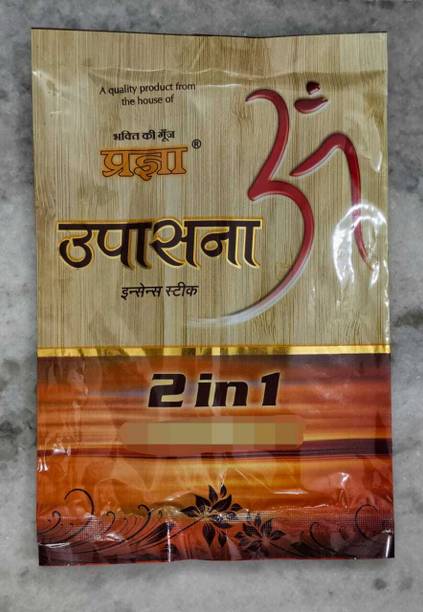 A quality product from
the house of
भक्ति की गूँज
प्रज्ञा ®
उपासना
इन्सेन्स स्टीक
2 in 1